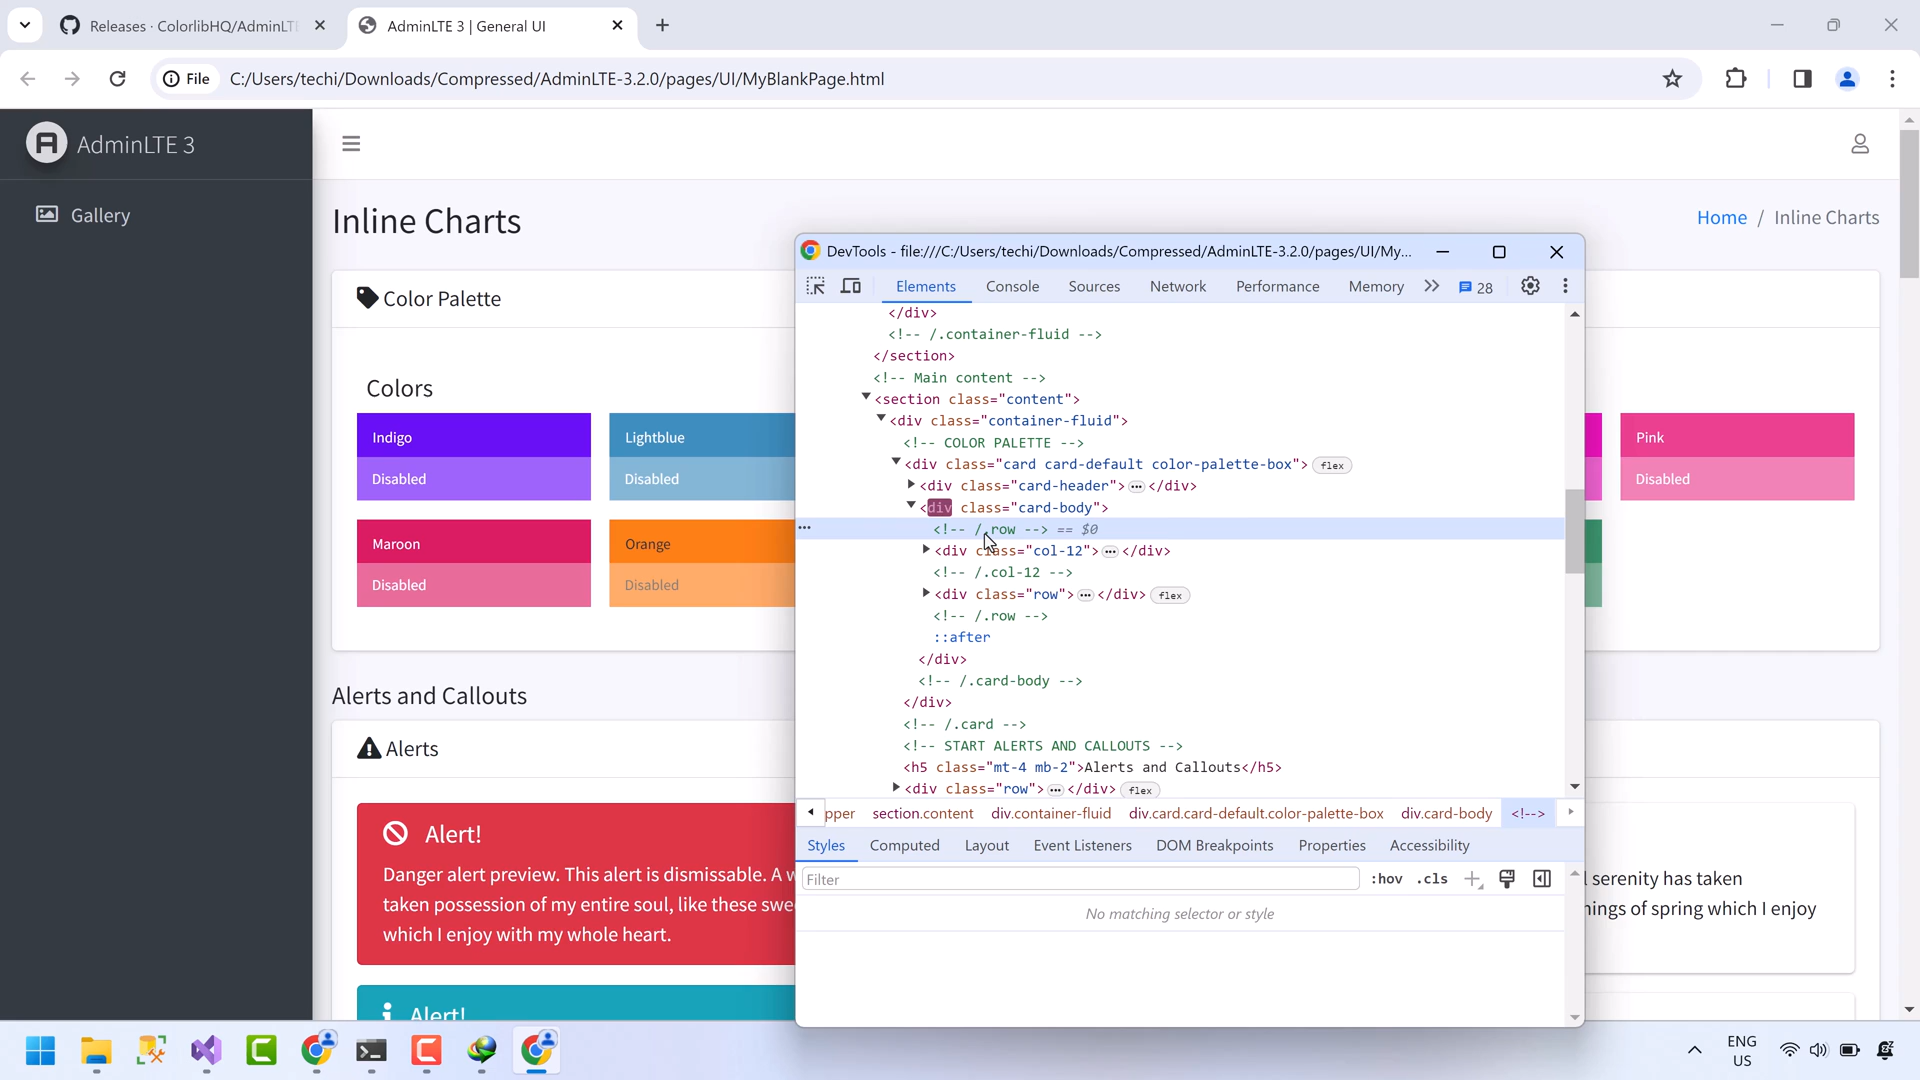 Releases · ColorlibHQ/AdminLTE
AdminLTE 3 | General UI
File
C:/Users/techi/Downloads/Compressed/AdminLTE-3.2.0/pages/UI/MyBlankPage.html
AdminLTE 3
Gallery
Inline Charts
Home / Inline Charts
Color Palette
Colors
Indigo
Disabled
Lightblue
Disabled
Pink
Disabled
Maroon
Disabled
Orange
Disabled
Alerts and Callouts
Alerts
Alert!
Danger alert preview. This alert is dismissable. A w
taken possession of my entire soul, like these swe
which I enjoy with my whole heart.
Alert!
serenity has taken
of spring which I enjoy
DevTools - file:///C:/Users/techi/Downloads/Compressed/AdminLTE-3.2.0/pages/UI/My...
Elements Console Sources Network Performance Memory 28
</div>
<!-- /.container-fluid -->
</section>
<!-- Main content -->
<section class="content">
<div class="container-fluid">
<!-- COLOR PALETTE -->
<div class="card card-default color-palette-box"> flex
<div class="card-header">…</div>
<div class="card-body">
<!-- /.row --> == $0
<div class="col-12">…</div>
<!-- /.col-12 -->
<div class="row">…</div> flex
<!-- /.row -->
::after
</div>
<!-- /.card-body -->
</div>
<!-- /.card -->
<!-- START ALERTS AND CALLOUTS -->
<h5 class="mt-4 mb-2">Alerts and Callouts</h5>
<div class="row">…</div> flex
pper section.content div.container-fluid div.card.card-default.color-palette-box div.card-body <!-->
Styles Computed Layout Event Listeners DOM Breakpoints Properties Accessibility
Filter
:hov .cls
No matching selector or style
ENG
US